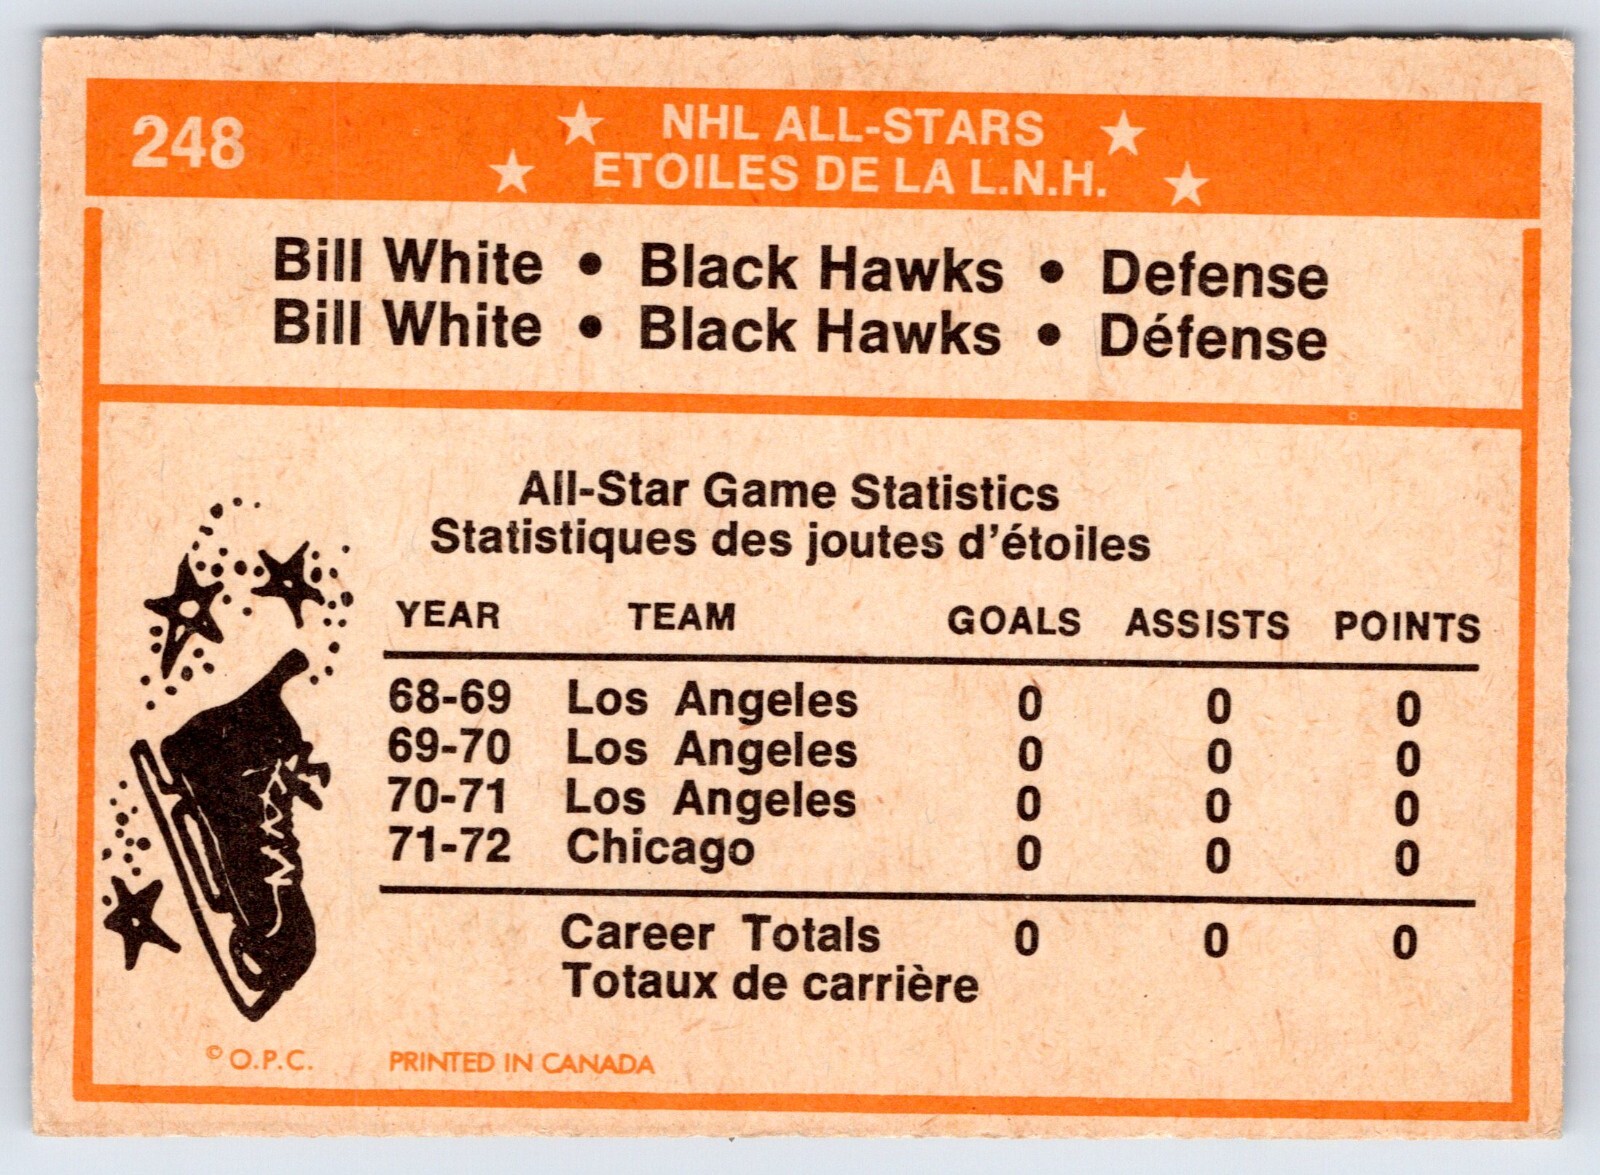 248
NHL ALL-STARS
ETOILES DE LA L.N.H.
Bill White • Black Hawks • Defense
Bill White • Black Hawks • Défense
All-Star Game Statistics
Statistiques des joutes d'étoiles
YEAR TEAM GOALS ASSISTS POINTS
68-69 Los Angeles 0 0 0
69-70 Los Angeles 0 0 0
70-71 Los Angeles 0 0 0
71-72 Chicago 0 0 0
Career Totals 0 0 0
Totaux de carrière
© O.P.C. PRINTED IN CANADA